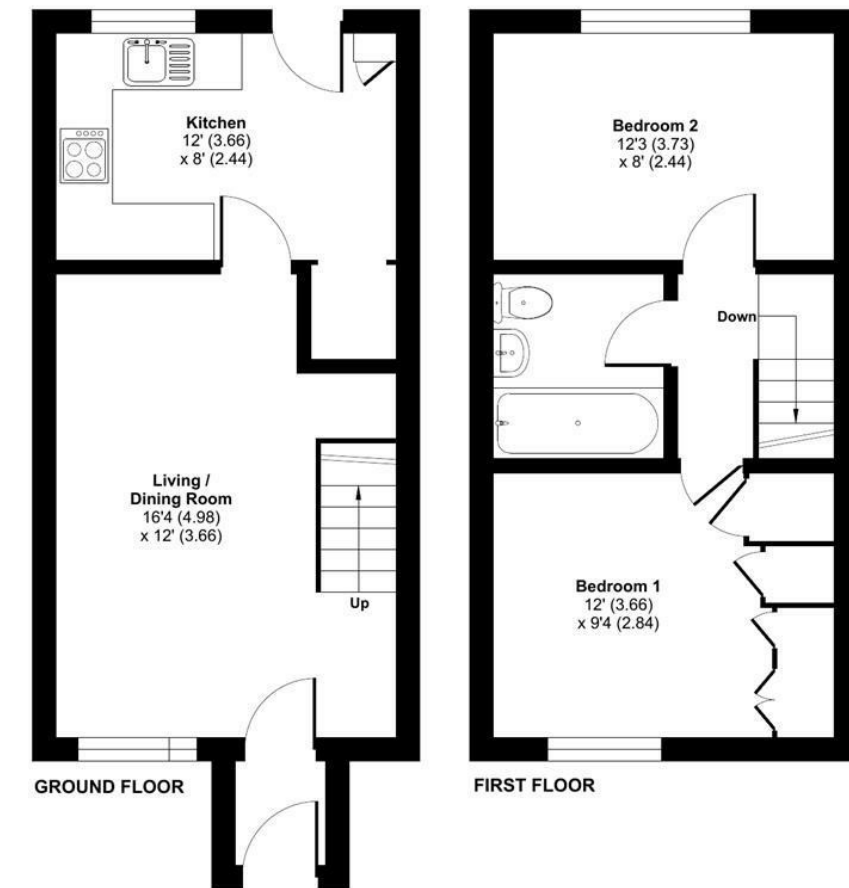 Kitchen
12' (3.66)
x 8' (2.44)
Living /
Dining Room
16'4 (4.98)
x 12' (3.66)
Up
GROUND FLOOR
Bedroom 2
12'3 (3.73)
x 8' (2.44)
Down
Bedroom 1
12' (3.66)
x 9'4 (2.84)
FIRST FLOOR